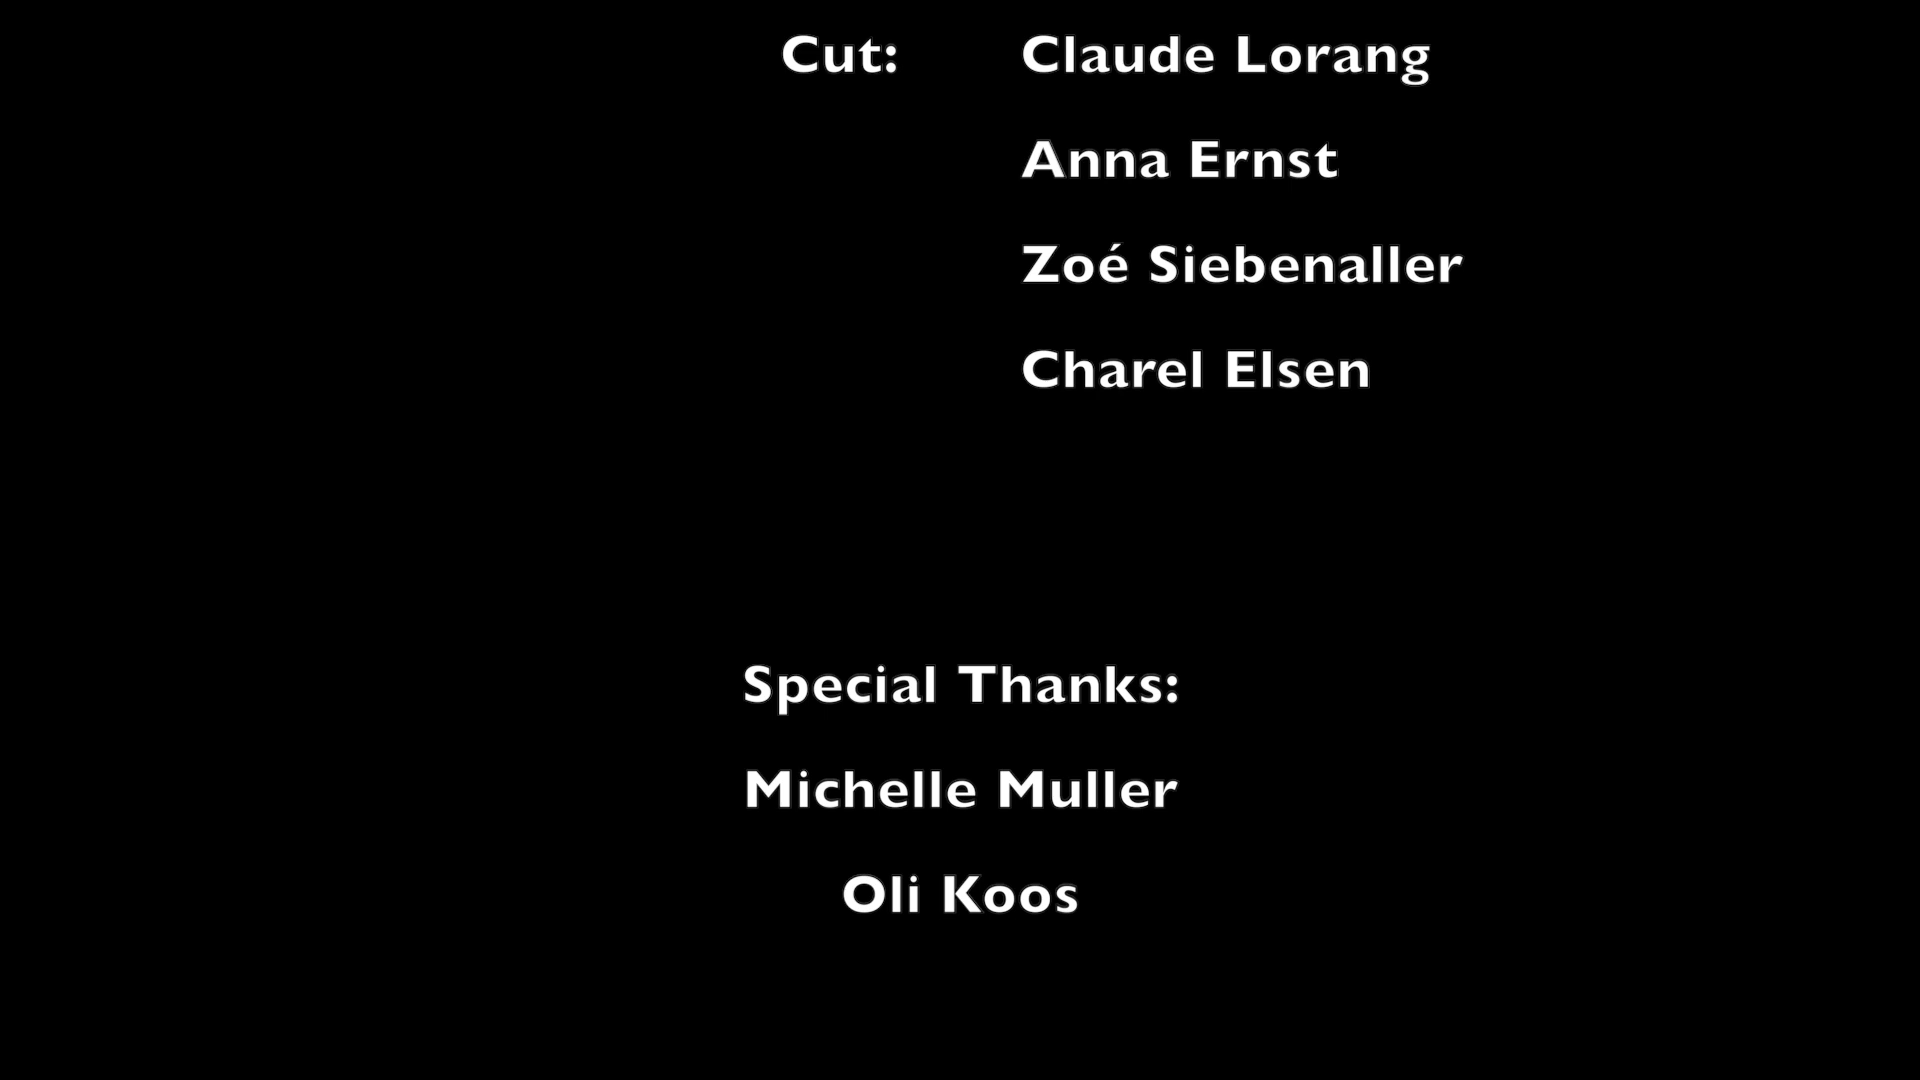 Cut: Claude Lorang
Anna Ernst
Zoé Siebenaller
Charel Elsen
Special Thanks:
Michelle Muller
Oli Koos